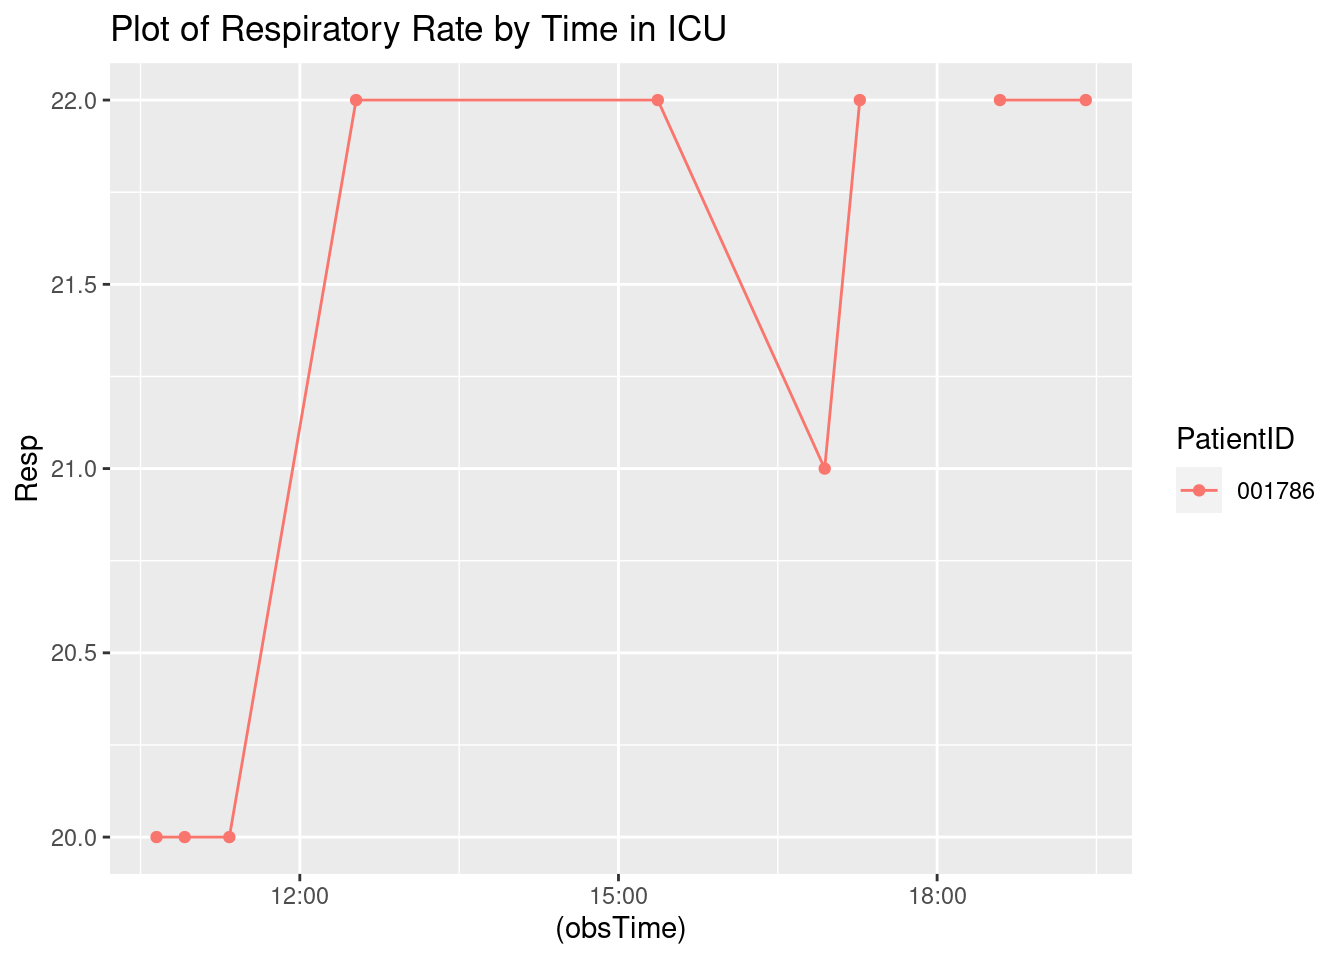 Plot of Respiratory Rate by Time in ICU
22.0
21.5
21.0
20.5
20.0
Resp
12:00 15:00 18:00
(obsTime)
PatientID
001786